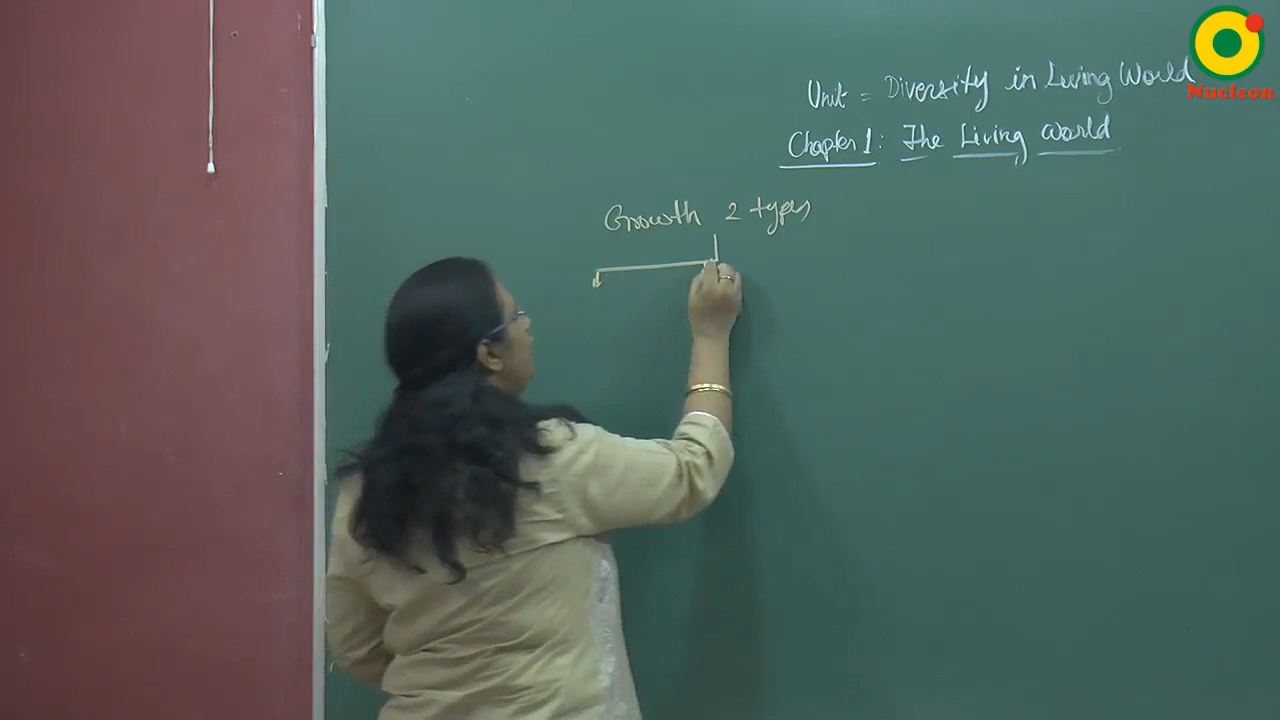 Unit = Diversity in Living World
Nucleon
Chapter 1: The Living World
Growth 2 types